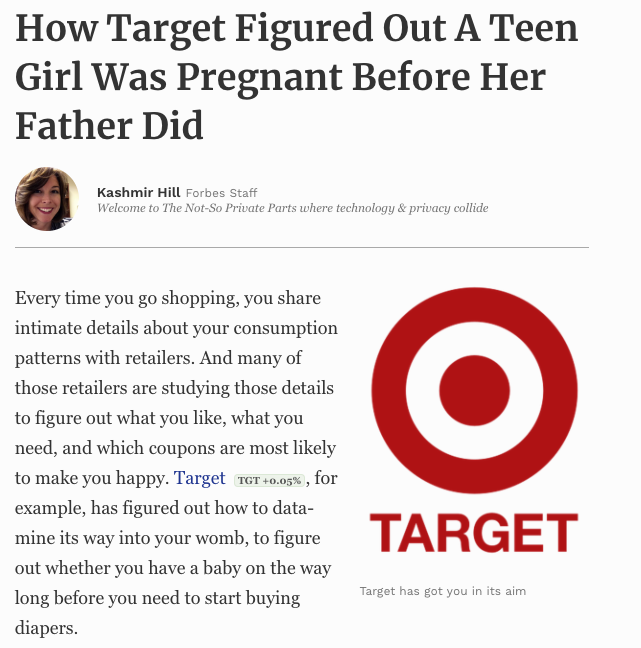 How Target Figured Out A Teen
Girl Was Pregnant Before Her
Father Did
Kashmir Hill Forbes Staff
Welcome to The Not-So Private Parts where technology & privacy collide
Every time you go shopping, you share
intimate details about your consumption
patterns with retailers. And many of
those retailers are studying those details
to figure out what you like, what you
need, and which coupons are most likely
to make you happy. Target TGT +0.05%, for
example, has figured out how to data-
mine its way into your womb, to figure
out whether you have a baby on the way
long before you need to start buying
diapers.
TARGET
Target has got you in its aim